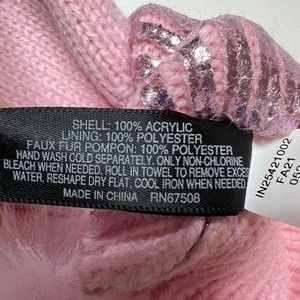 SHELL: 100% ACRYLIC
LINING: 100% POLYESTER
FAUX FUR POMPON: 100% POLYESTER
HAND WASH COLD SEPARATELY. ONLY NON-CHLORINE
BLEACH WHEN NEEDED. ROLL IN TOWEL TO REMOVE EXCES
WATER. RESHAPE DRY FLAT. COOL IRON WHEN NEEDED
MADE IN CHINA RN67508
IN25421002
FA21